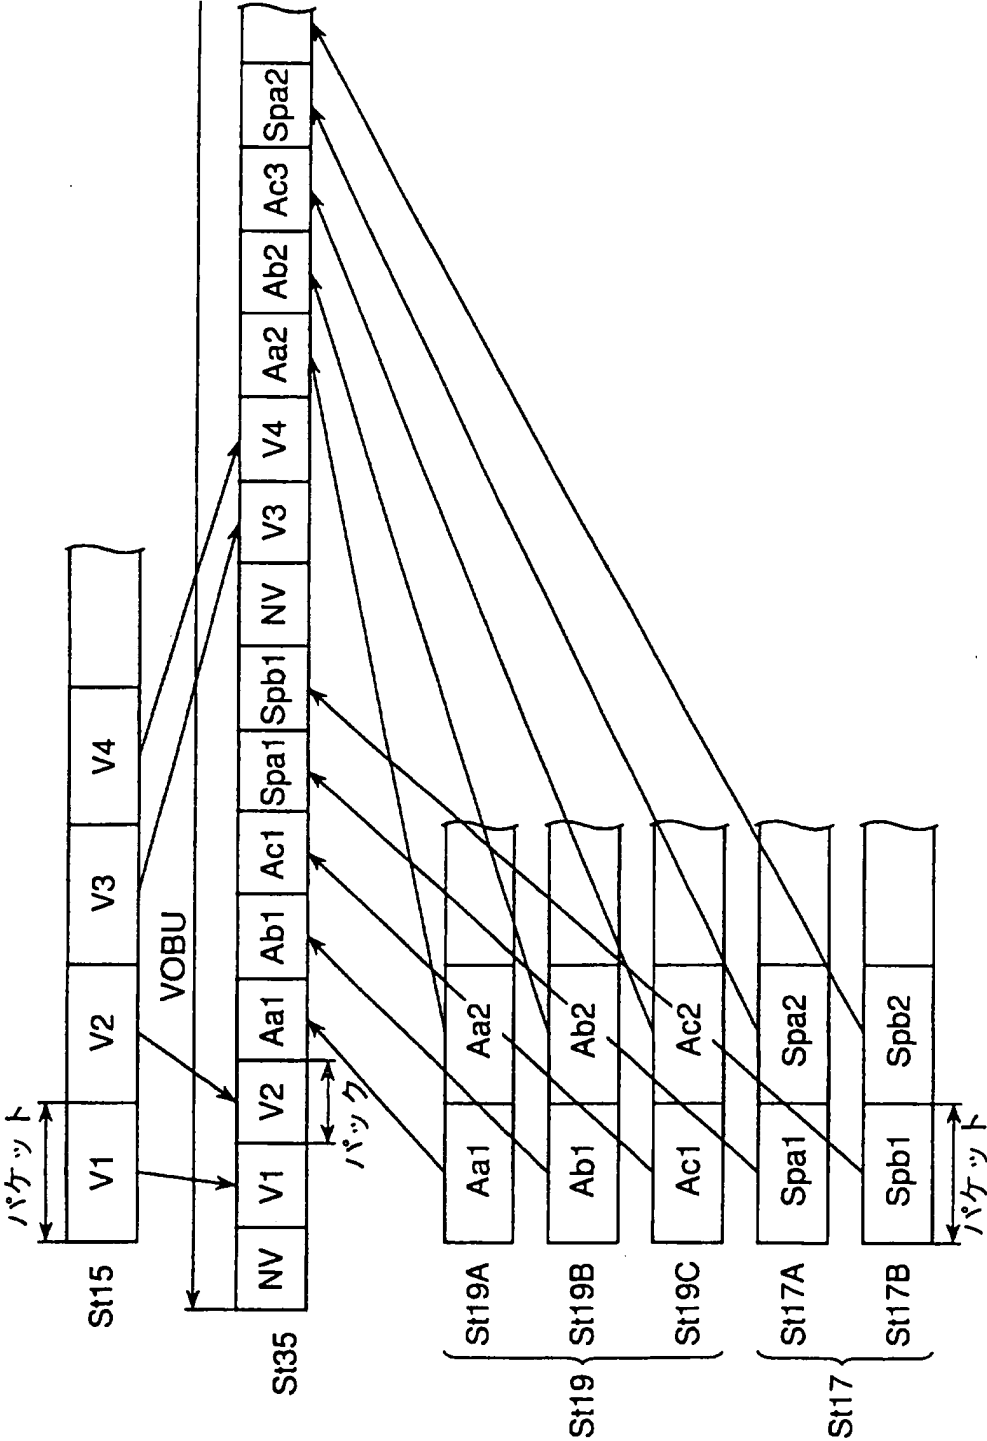 パケット
St15 V1 V2 V3 V4
VOBU
St35 NV V1 V2 Aa1 Ab1 Ac1 Spa1 Spb1 NV V3 V4 Aa2 Ab2 Ac3 Spa2
パック
St19
St19A Aa1 Aa2
St19B Ab1 Ab2
St19C Ac1 Ac2
St17
St17A Spa1 Spa2
St17B Spb1 Spb2
パケット